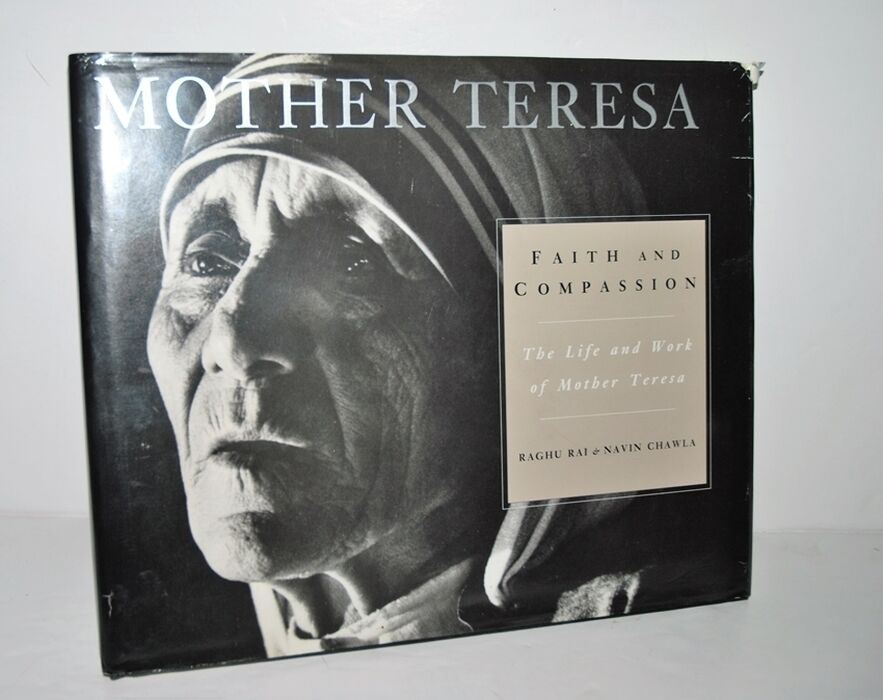 MOTHER TERESA
FAITH AND
COMPASSION
The Life and Work
of Mother Teresa
RAGHU RAI & NAVIN CHAWLA